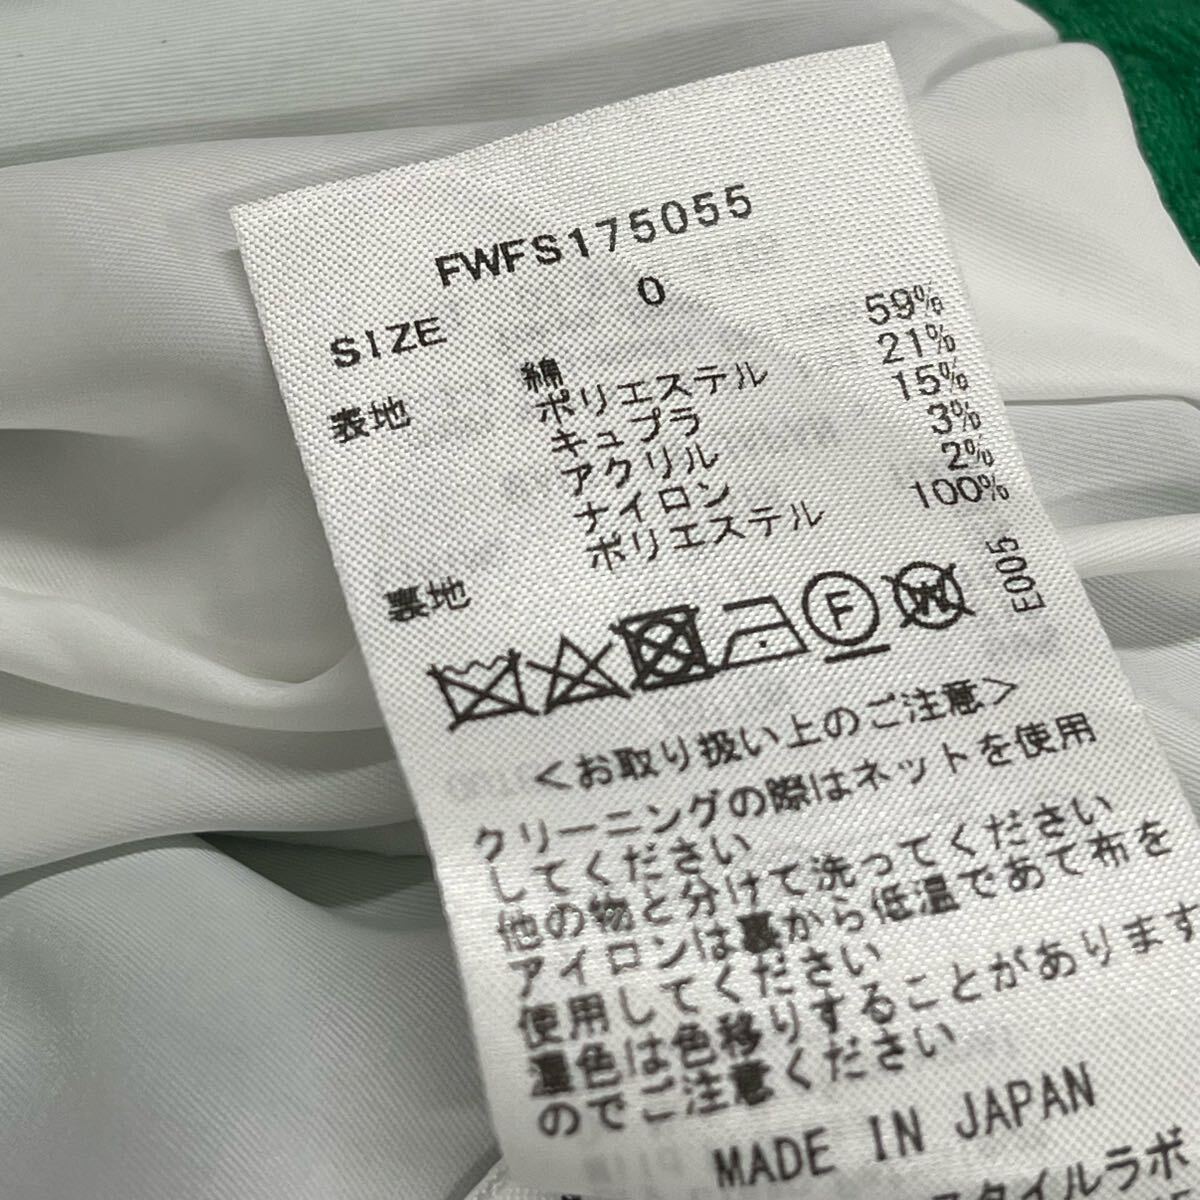 FWFS175055
SIZE 0
表地 綿 59%
ポリエステル 21%
キュプラ 15%
アクリル 3%
ナイロン 2%
裏地 ポリエステル 100%
F W E005
<お取り扱い上のご注意>
クリーニングの際はネットを使用
してください
他の物と分けて洗ってください
アイロンは裏から低温であて布を
使用してください
濃色は色移りすることがあります
のでご注意ください
MADE IN JAPAN
タイルラボ